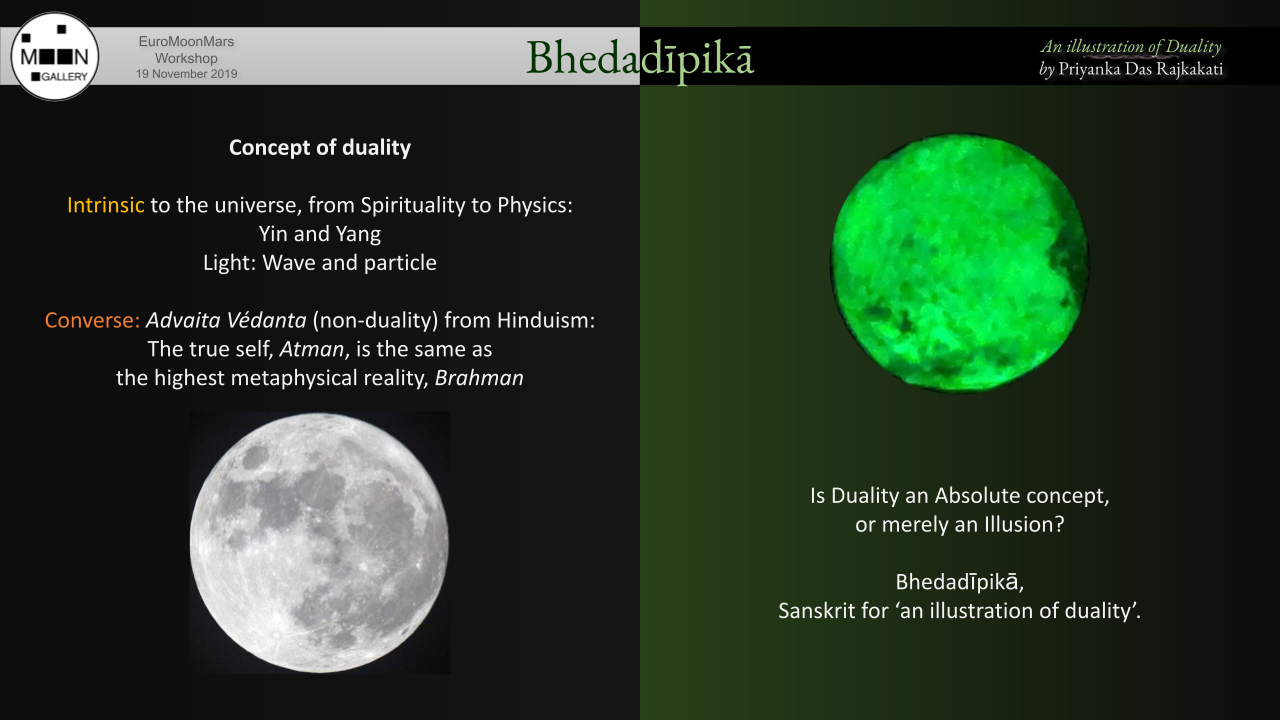 MOON
GALLERY
EuroMoonMars
Workshop
19 November 2019
Bhedadīpikā
An illustration of Duality
by Priyanka Das Rajkakati
Concept of duality
Intrinsic to the universe, from Spirituality to Physics:
Yin and Yang
Light: Wave and particle
Converse: Advaita Védanta (non-duality) from Hinduism:
The true self, Atman, is the same as
the highest metaphysical reality, Brahman
Is Duality an Absolute concept,
or merely an Illusion?
Bhedadīpikā,
Sanskrit for ‘an illustration of duality’.